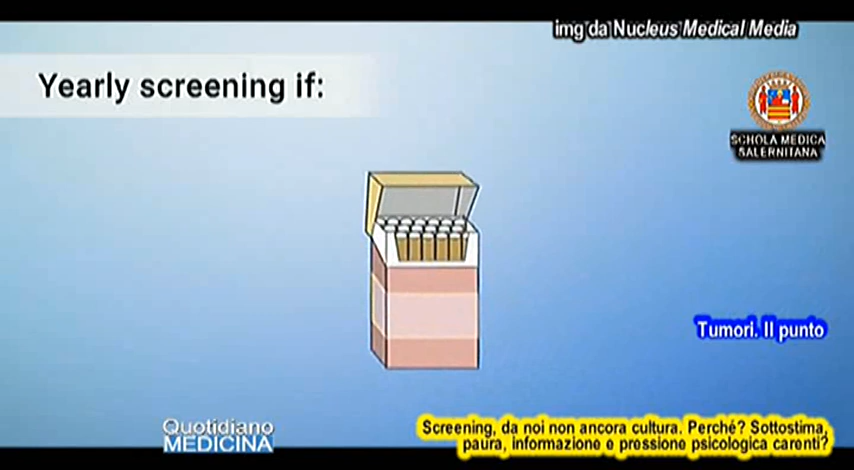 img da Nucleus Medical Media
Yearly screening if:
SCHOLA MEDICA
SALERNITANA
Tumori. Il punto
Quotidiano
MEDICINA
Screening, da noi non ancora cultura. Perché? Sottostima,
paura, informazione e pressione psicologica carenti?